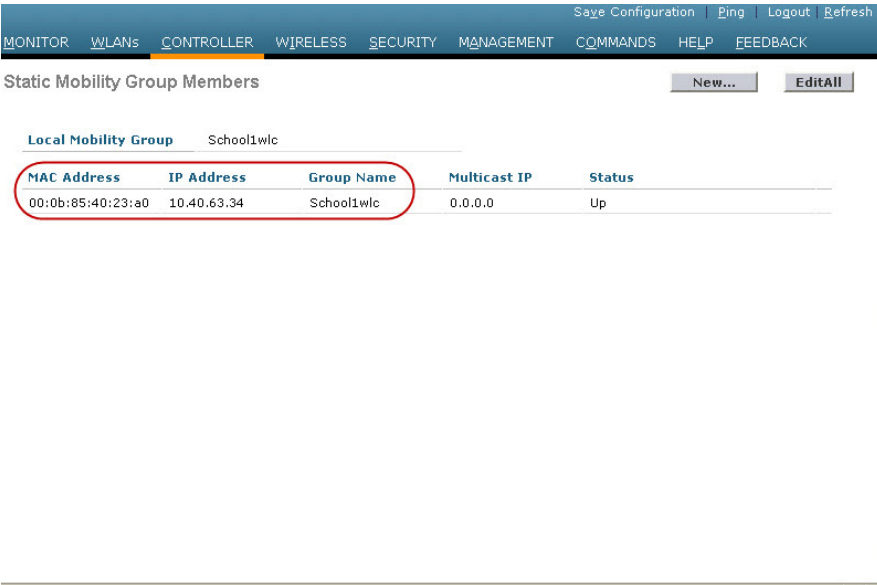 Save Configuration | Ping | Logout | Refresh
MONITOR WLANs CONTROLLER WIRELESS SECURITY MANAGEMENT COMMANDS HELP FEEDBACK
Static Mobility Group Members New... EditAll
Local Mobility Group School1wlc
MAC Address IP Address Group Name Multicast IP Status
00:0b:85:40:23:a0 10.40.63.34 School1wlc 0.0.0.0 Up